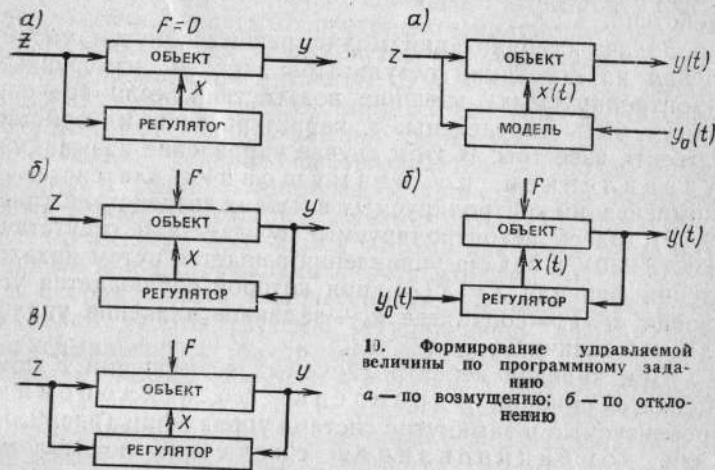 а)
F=0
Z
ОБЪЕКТ
y
X
РЕГУЛЯТОР
б)
F
Z
ОБЪЕКТ
y
X
РЕГУЛЯТОР
в)
F
Z
ОБЪЕКТ
y
X
РЕГУЛЯТОР
а)
Z
ОБЪЕКТ
y(t)
x(t)
МОДЕЛЬ
y₀(t)
б)
F
ОБЪЕКТ
y(t)
x(t)
y₀(t)
РЕГУЛЯТОР
10. Формирование управляемой
величины по программному зада-
нию
а — по возмущению; б — по откло-
нению